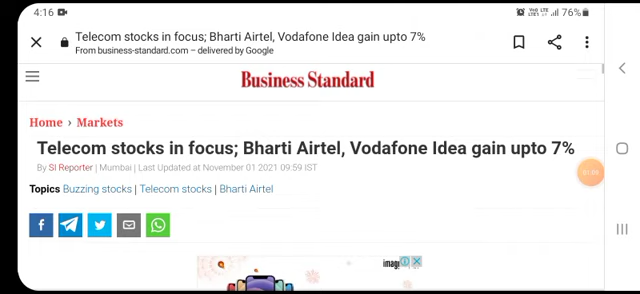 4:16
76%
Telecom stocks in focus; Bharti Airtel, Vodafone Idea gain upto 7%
From business-standard.com – delivered by Google
Business Standard
Home › Markets
Telecom stocks in focus; Bharti Airtel, Vodafone Idea gain upto 7%
By SI Reporter | Mumbai | Last Updated at November 01 2021 09:59 IST
Topics Buzzing stocks | Telecom stocks | Bharti Airtel